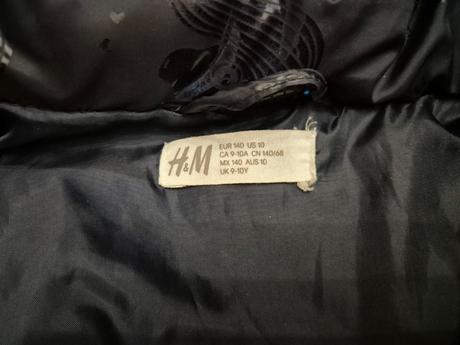 H&M
EUR 140 US 10
CA 9-10A CN 140/68
MX 140 AUS 10
UK 9-10Y